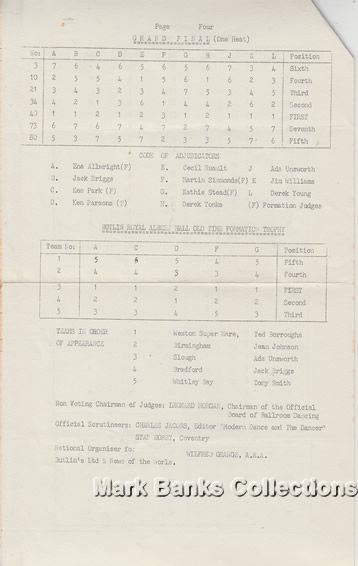 Page Four
GRAND FINAL (One Heat)
No: A B C D E F G H J K L Position
3 7 6 4 6 5 6 5 6 7 3 4 Sixth
10 2 5 5 4 1 5 6 1 6 2 3 Fourth
21 3 4 3 2 3 4 7 5 3 4 5 Third
34 4 2 1 3 6 1 4 4 2 6 2 Second
1 1 2 1 2 3 1 2 1 1 1 FIRST
73 6 7 6 7 4 7 2 7 4 5 7 Seventh
80 5 3 7 5 7 2 3 3 5 7 6 Fifth
CODE OF ADJUDICATORS
A. Ena Allwright(F) E. Cecil Ruault J Ada Unsworth
B. Jack Briggs F. Martin Simmonds(F) K Jim Williams
C. Ken Park (F) G. Kathie Stead(F) L Derek Young
D. Ken Parsons (F) H. Derek Tonks (F) Formation Judges
BUTLIN ROYAL ALBERT HALL OLD TIME FORMATION TROPHY
Team No: A C D F G Position
1 5 5 4 5 Fifth
2 4 4 3 3 4 Fourth
3 1 1 2 1 1 FIRST
4 2 2 1 2 2 Second
5 3 3 4 5 3 Third
TEAMS IN ORDER 1 Weston Super Mare, Ted Burroughs
OF APPEARANCE 2 Birmingham Jean Johnson
3 Slough Ada Unsworth
4 Bradford Jack Briggs
5 Whitley Bay Tony Smith
Non Voting Chairman of Judges: LEONARD MORGAN, Chairman of the Official
Board of Ballroom Dancing
Official Scrutineers: CHARLES JACOBS, Editor "Modern Dance and The Dancer"
STAN Coventry
National Organiser for WILFRED ORANGE, A.R.A.
Butlin's Ltd & News of the World.
Mark Banks Collections